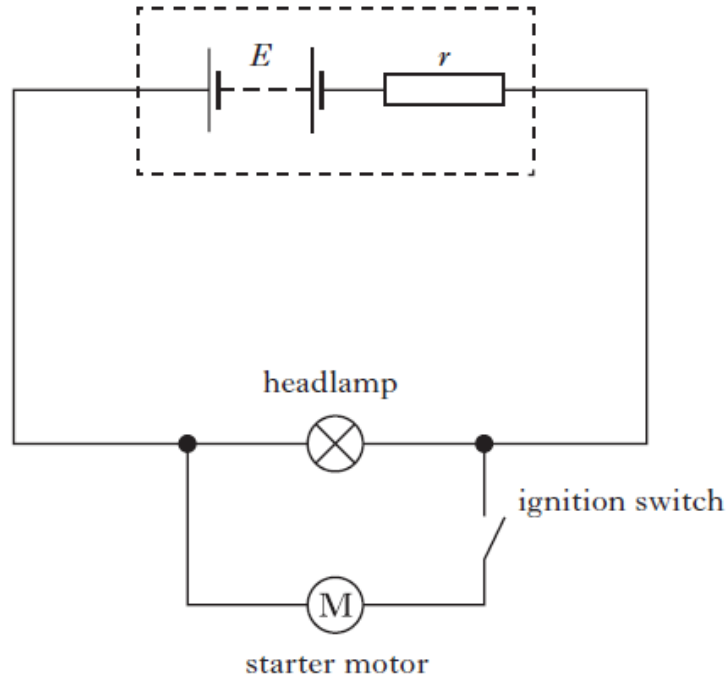 E
r
headlamp
ignition switch
M
starter motor